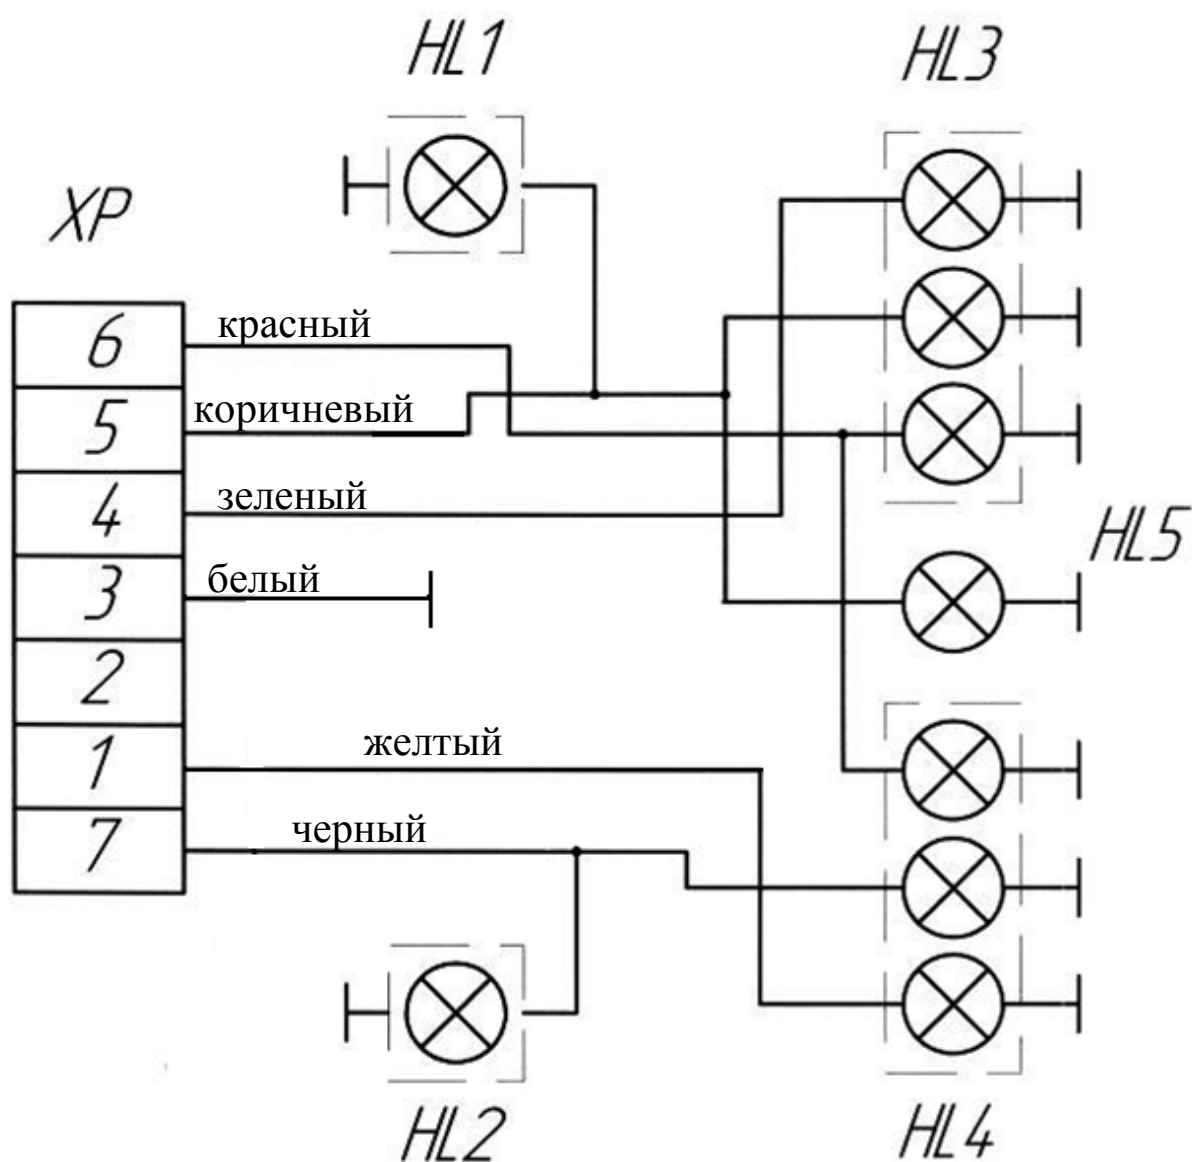 HL1
HL3
XP
6
красный
5
коричневый
4
зеленый
HL5
3
белый
2
1
желтый
7
черный
HL2
HL4